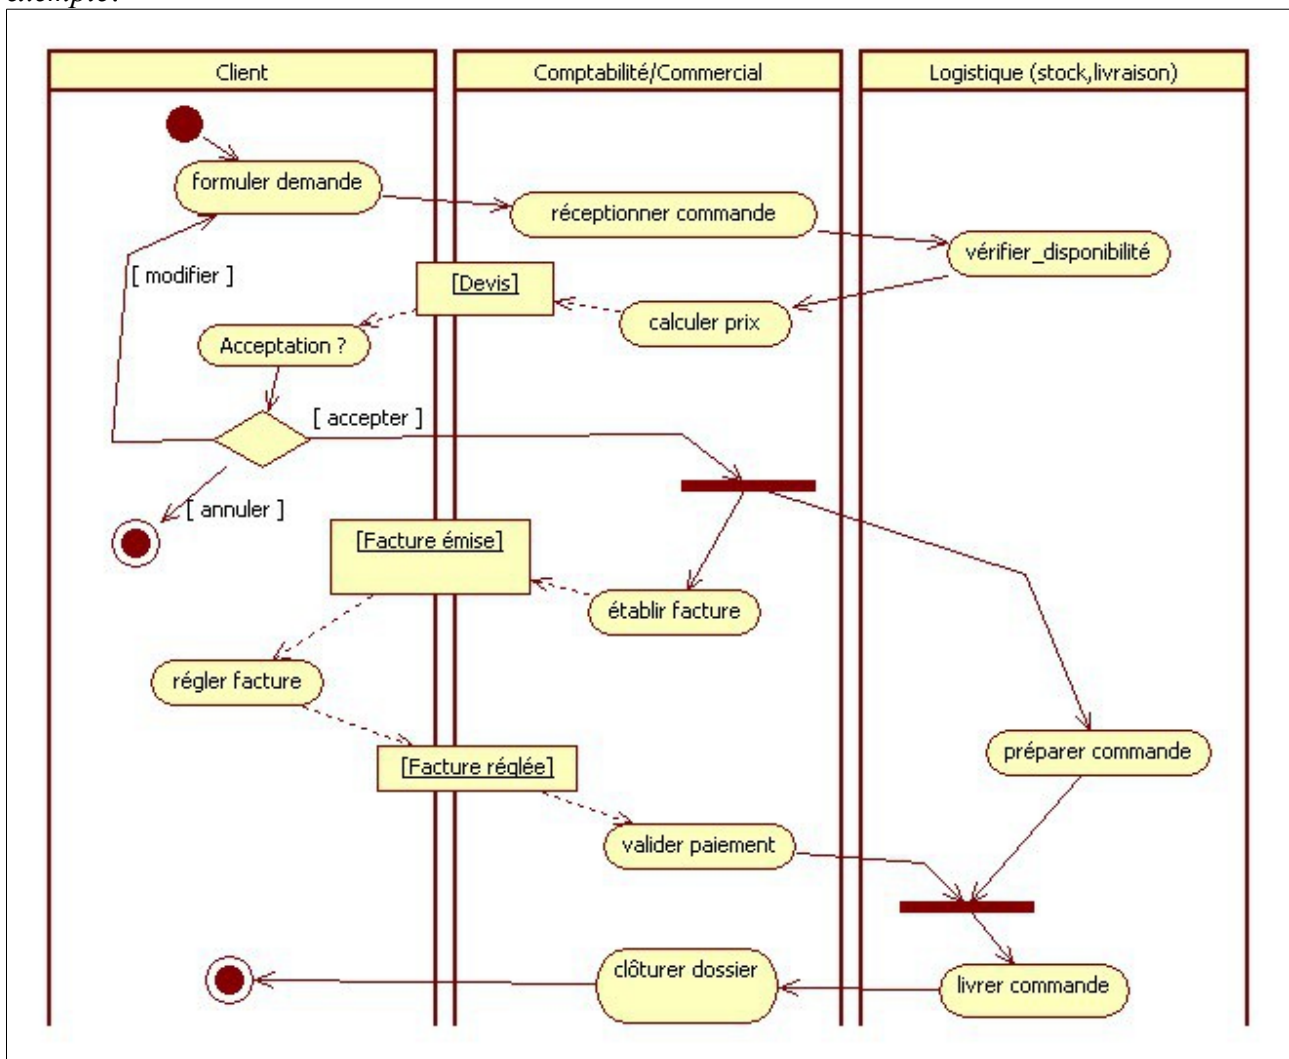 exemple:
Client
Comptabilité/Commercial
Logistique (stock,livraison)
formuler demande
réceptionner commande
vérifier_disponibilité
[ modifier ]
[Devis]
calculer prix
Acceptation ?
[ accepter ]
[ annuler ]
[Facture émise]
établir facture
régler facture
préparer commande
[Facture réglée]
valider paiement
clôturer dossier
livrer commande